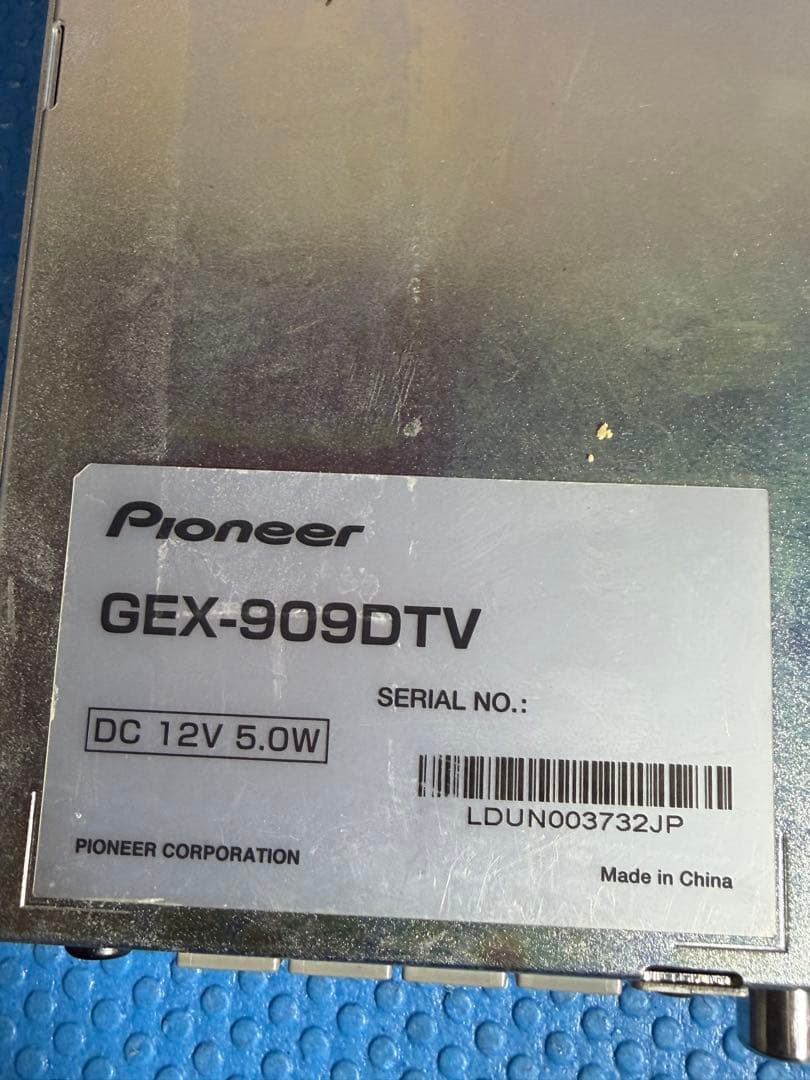 Pioneer
GEX-909DTV
SERIAL NO.:
DC 12V 5.0W
LDUN003732JP
PIONEER CORPORATION
Made in China